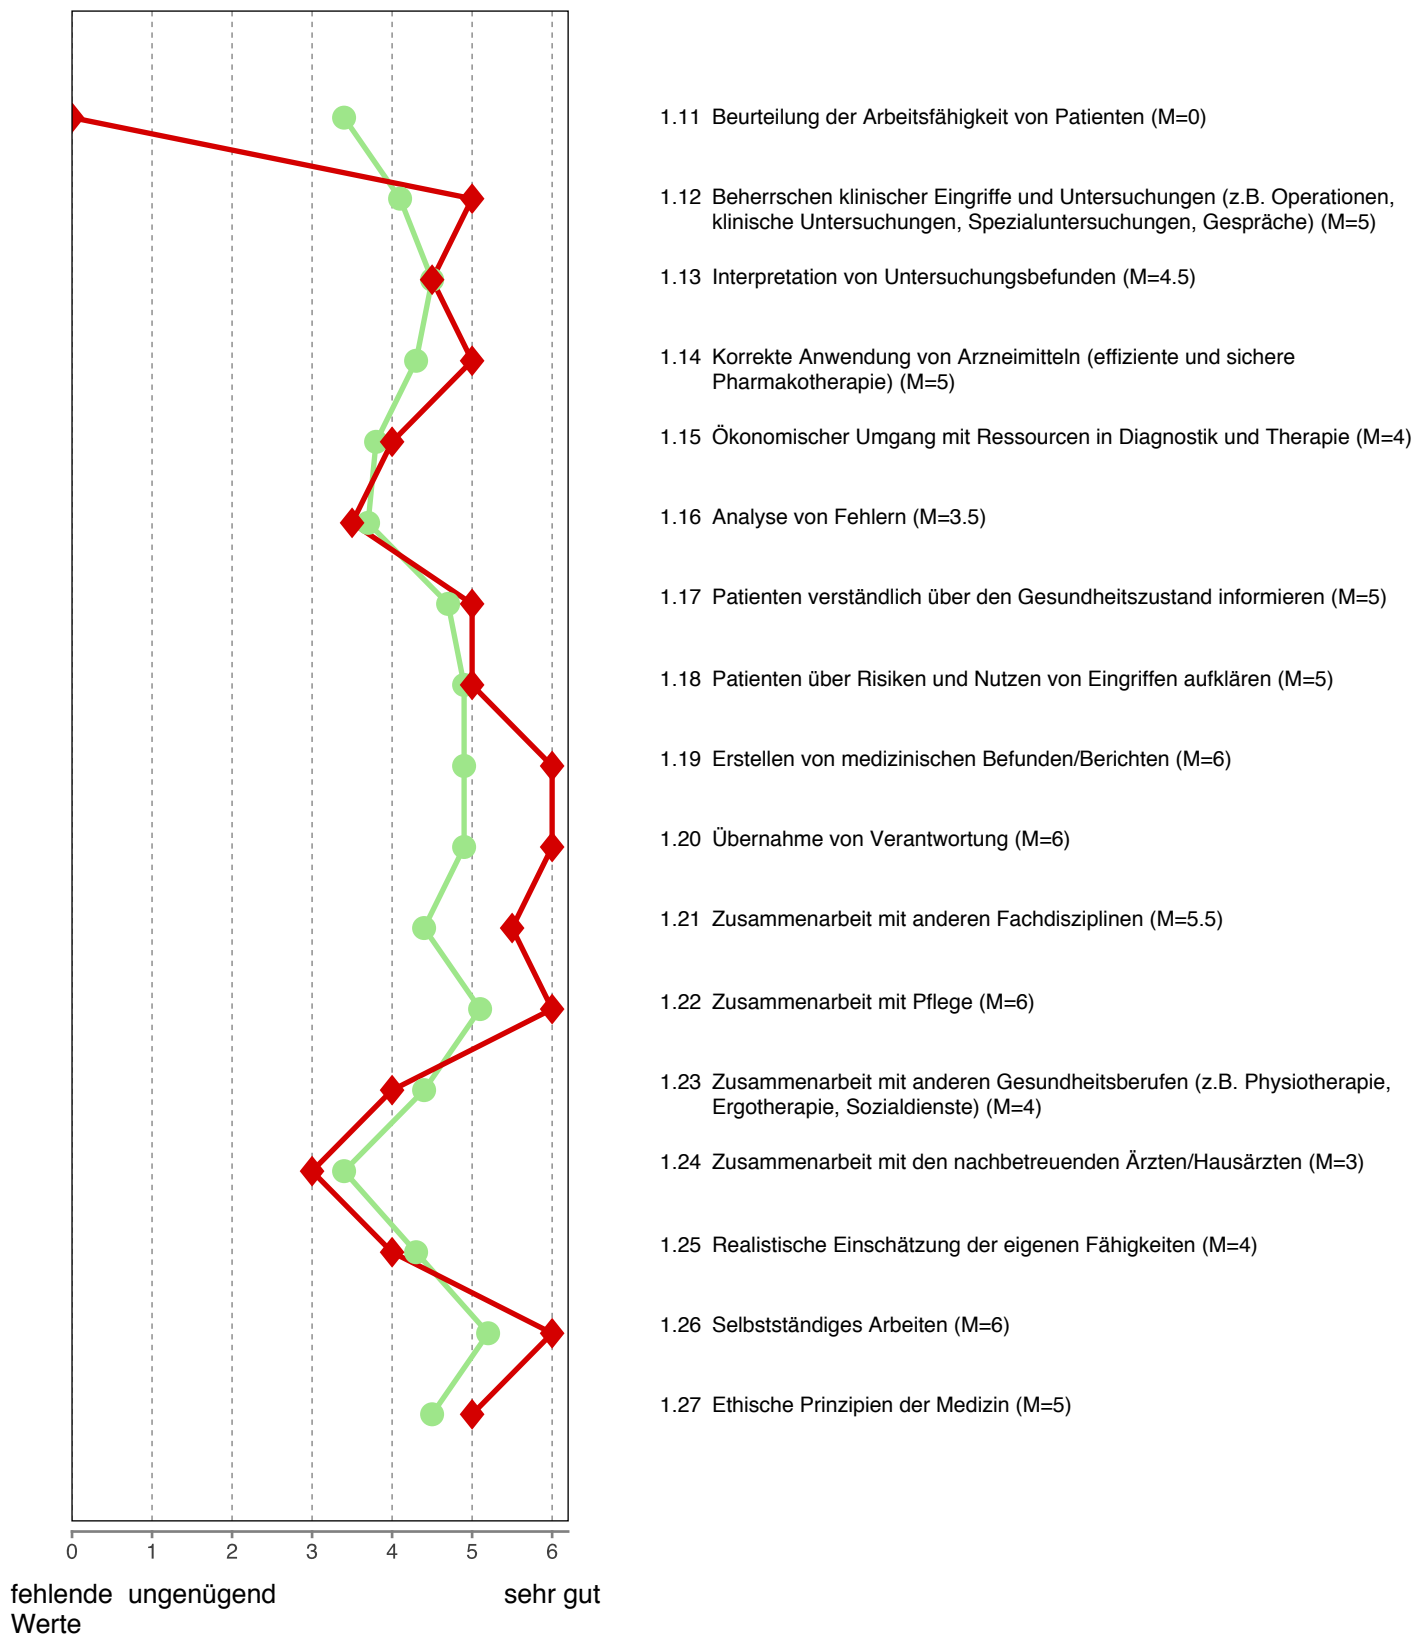 1.11 Beurteilung der Arbeitsfähigkeit von Patienten (M=0)
1.12 Beherrschen klinischer Eingriffe und Untersuchungen (z.B. Operationen,
klinische Untersuchungen, Spezialuntersuchungen, Gespräche) (M=5)
1.13 Interpretation von Untersuchungsbefunden (M=4.5)
1.14 Korrekte Anwendung von Arzneimitteln (effiziente und sichere
Pharmakotherapie) (M=5)
1.15 Ökonomischer Umgang mit Ressourcen in Diagnostik und Therapie (M=4)
1.16 Analyse von Fehlern (M=3.5)
1.17 Patienten verständlich über den Gesundheitszustand informieren (M=5)
1.18 Patienten über Risiken und Nutzen von Eingriffen aufklären (M=5)
1.19 Erstellen von medizinischen Befunden/Berichten (M=6)
1.20 Übernahme von Verantwortung (M=6)
1.21 Zusammenarbeit mit anderen Fachdisziplinen (M=5.5)
1.22 Zusammenarbeit mit Pflege (M=6)
1.23 Zusammenarbeit mit anderen Gesundheitsberufen (z.B. Physiotherapie,
Ergotherapie, Sozialdienste) (M=4)
1.24 Zusammenarbeit mit den nachbetreuenden Ärzten/Hausärzten (M=3)
1.25 Realistische Einschätzung der eigenen Fähigkeiten (M=4)
1.26 Selbstständiges Arbeiten (M=6)
1.27 Ethische Prinzipien der Medizin (M=5)
0 1 2 3 4 5 6
fehlende ungenügend sehr gut
Werte